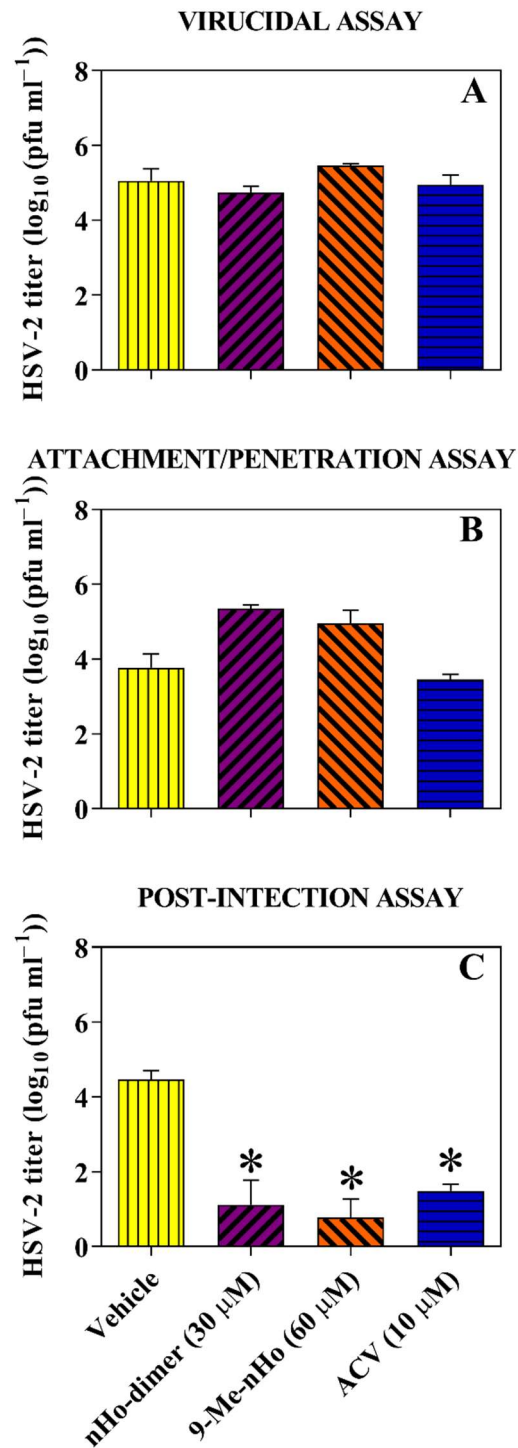 VIRUCIDAL ASSAY
A
HSV-2 titer (log10 (pfu ml−1))
8
6
4
2
0
ATTACHMENT/PENETRATION ASSAY
B
HSV-2 titer (log10 (pfu ml−1))
8
6
4
2
0
POST-INTECTION ASSAY
C
HSV-2 titer (log10 (pfu ml−1))
8
6
4
2
0
* * *
Vehicle
nHo-dimer (30 μM)
9-Me-nHo (60 μM)
ACV (10 μM)